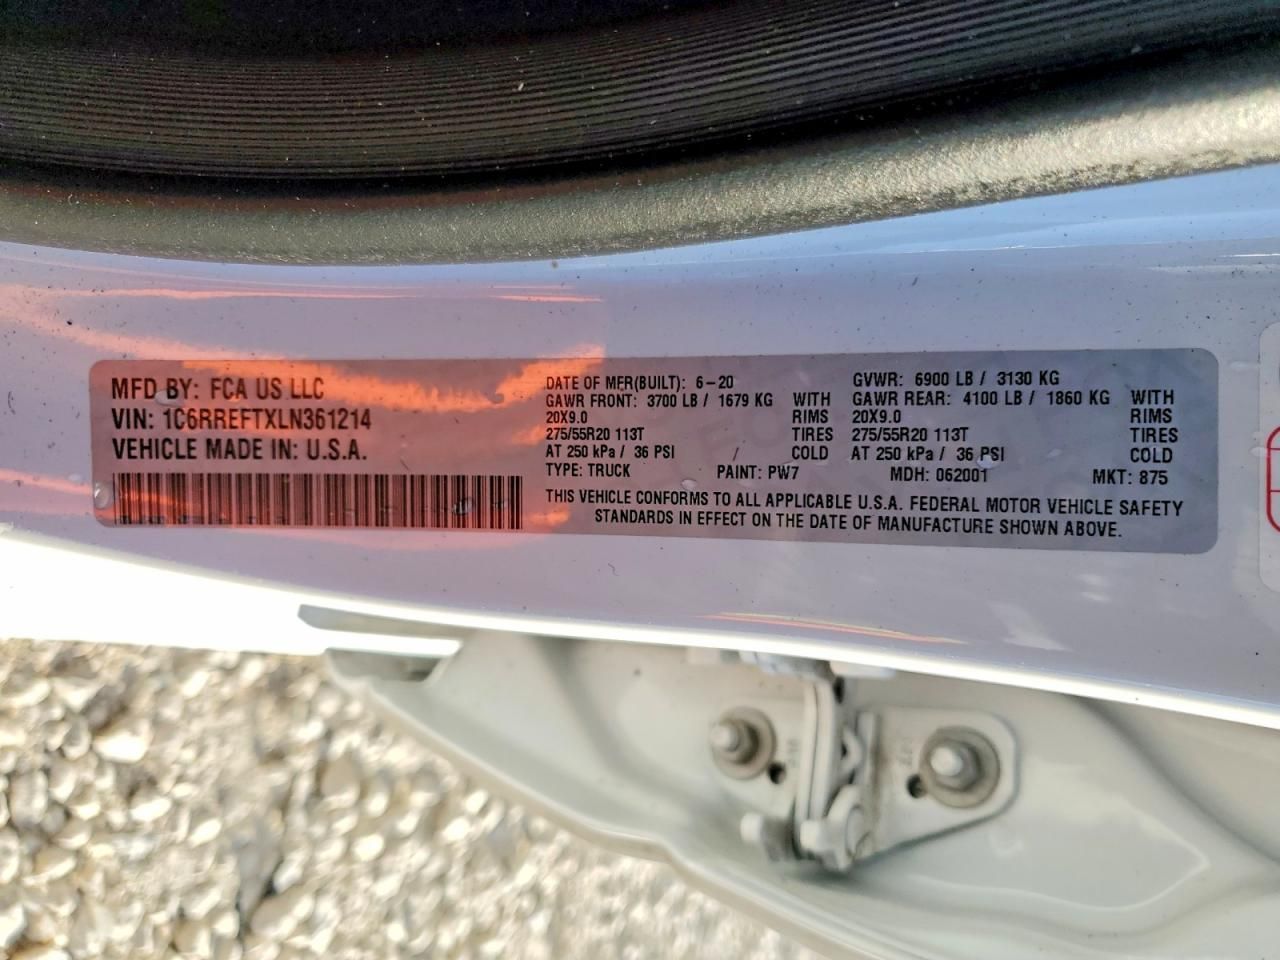 MFD BY: FCA US LLC
VIN: 1C6RREFTXLN361214
VEHICLE MADE IN: U.S.A.
DATE OF MFR(BUILT): 6-20
GAWR FRONT: 3700 LB / 1679 KG WITH
20X9.0 RIMS
275/55R20 113T TIRES
AT 250 kPa / 36 PSI / COLD
GVWR: 6900 LB / 3130 KG
GAWR REAR: 4100 LB / 1860 KG WITH
20X9.0 RIMS
275/55R20 113T TIRES
AT 250 kPa / 36 PSI COLD
TYPE: TRUCK PAINT: PW7 MDH: 062001 MKT: 875
THIS VEHICLE CONFORMS TO ALL APPLICABLE U.S.A. FEDERAL MOTOR VEHICLE SAFETY
STANDARDS IN EFFECT ON THE DATE OF MANUFACTURE SHOWN ABOVE.